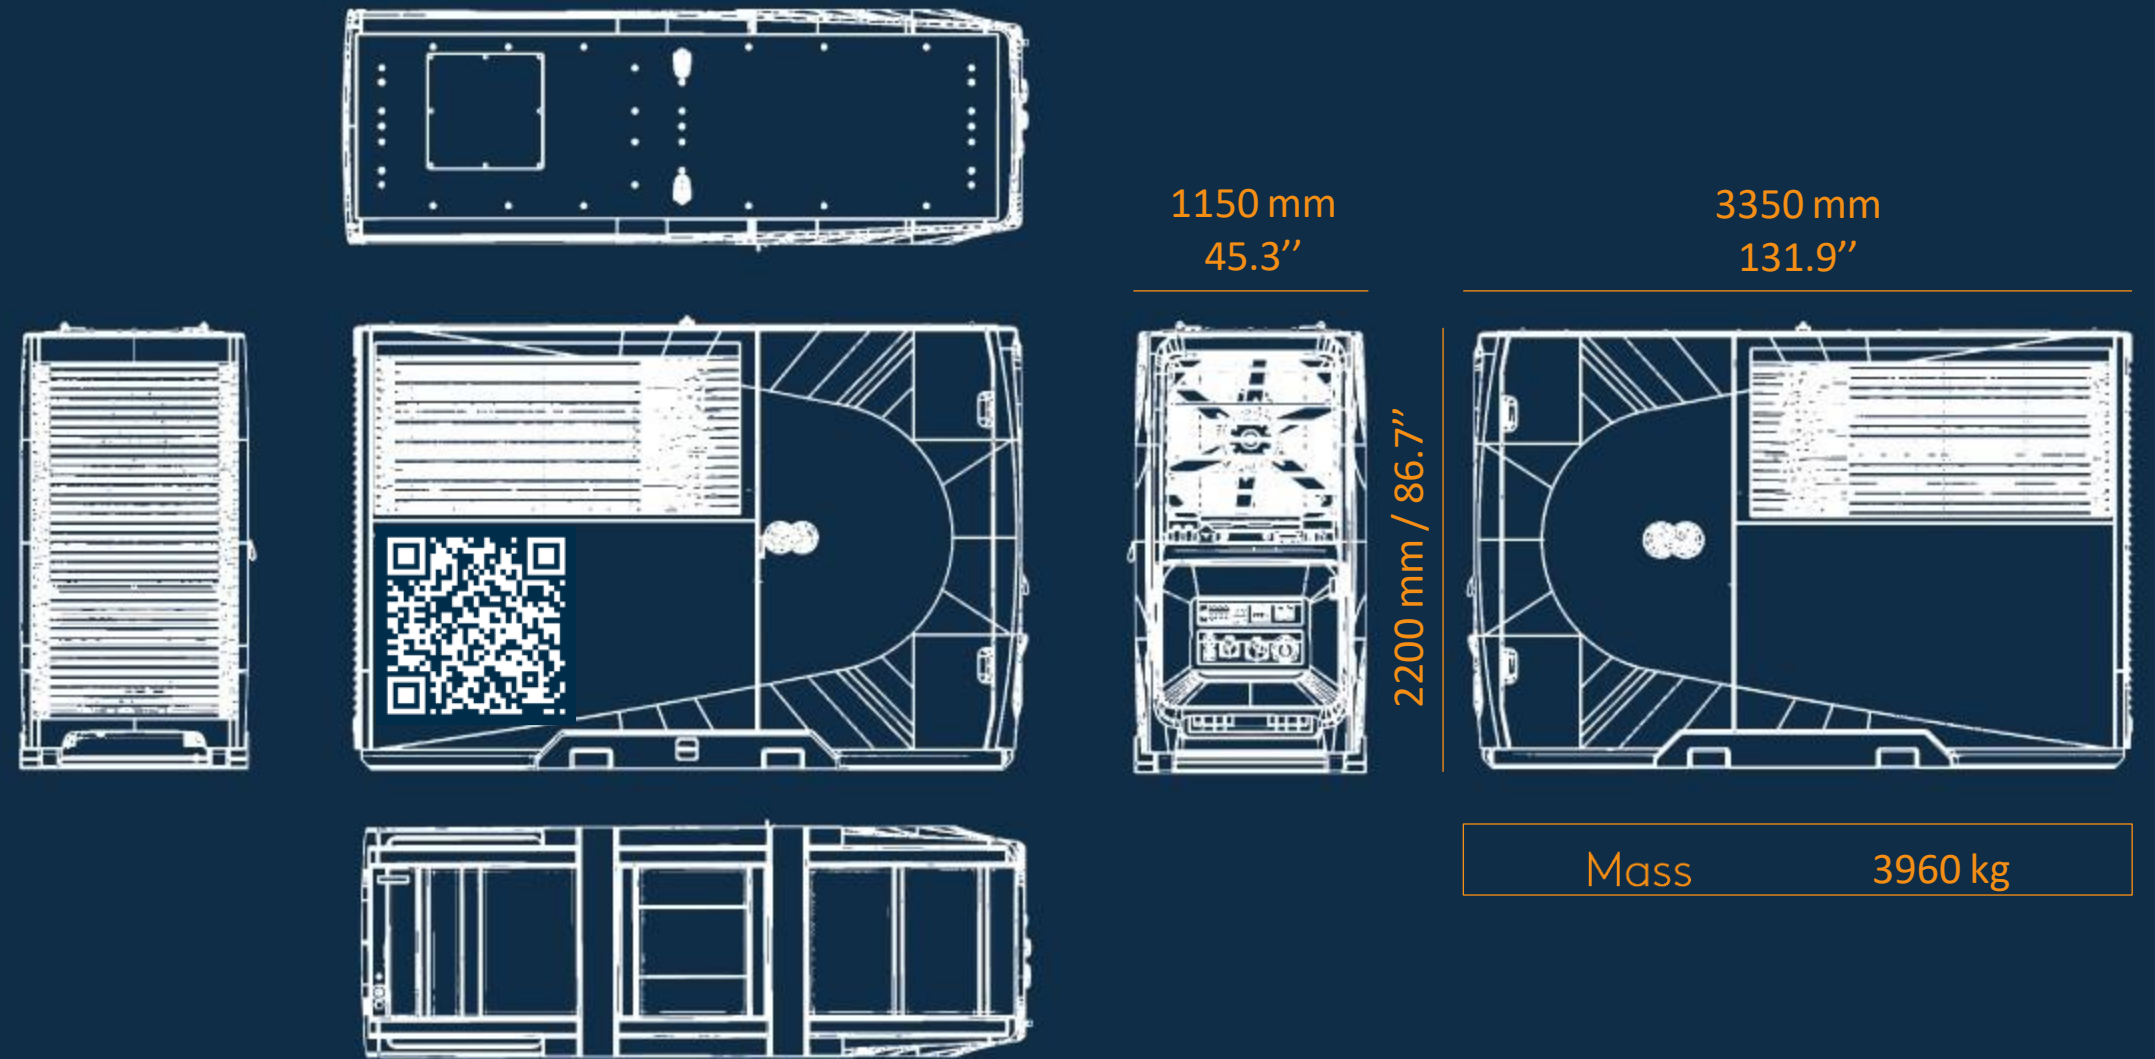 1150 mm
45.3’’
3350 mm
131.9’’
2200 mm / 86.7’’
Mass 3960 kg